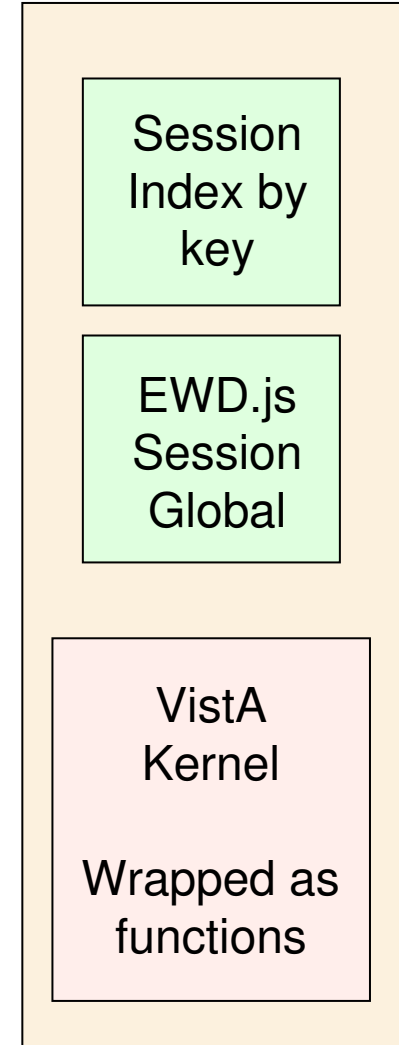 Session
Index by
key
EWD.js
Session
Global
VistA
Kernel
Wrapped as
functions